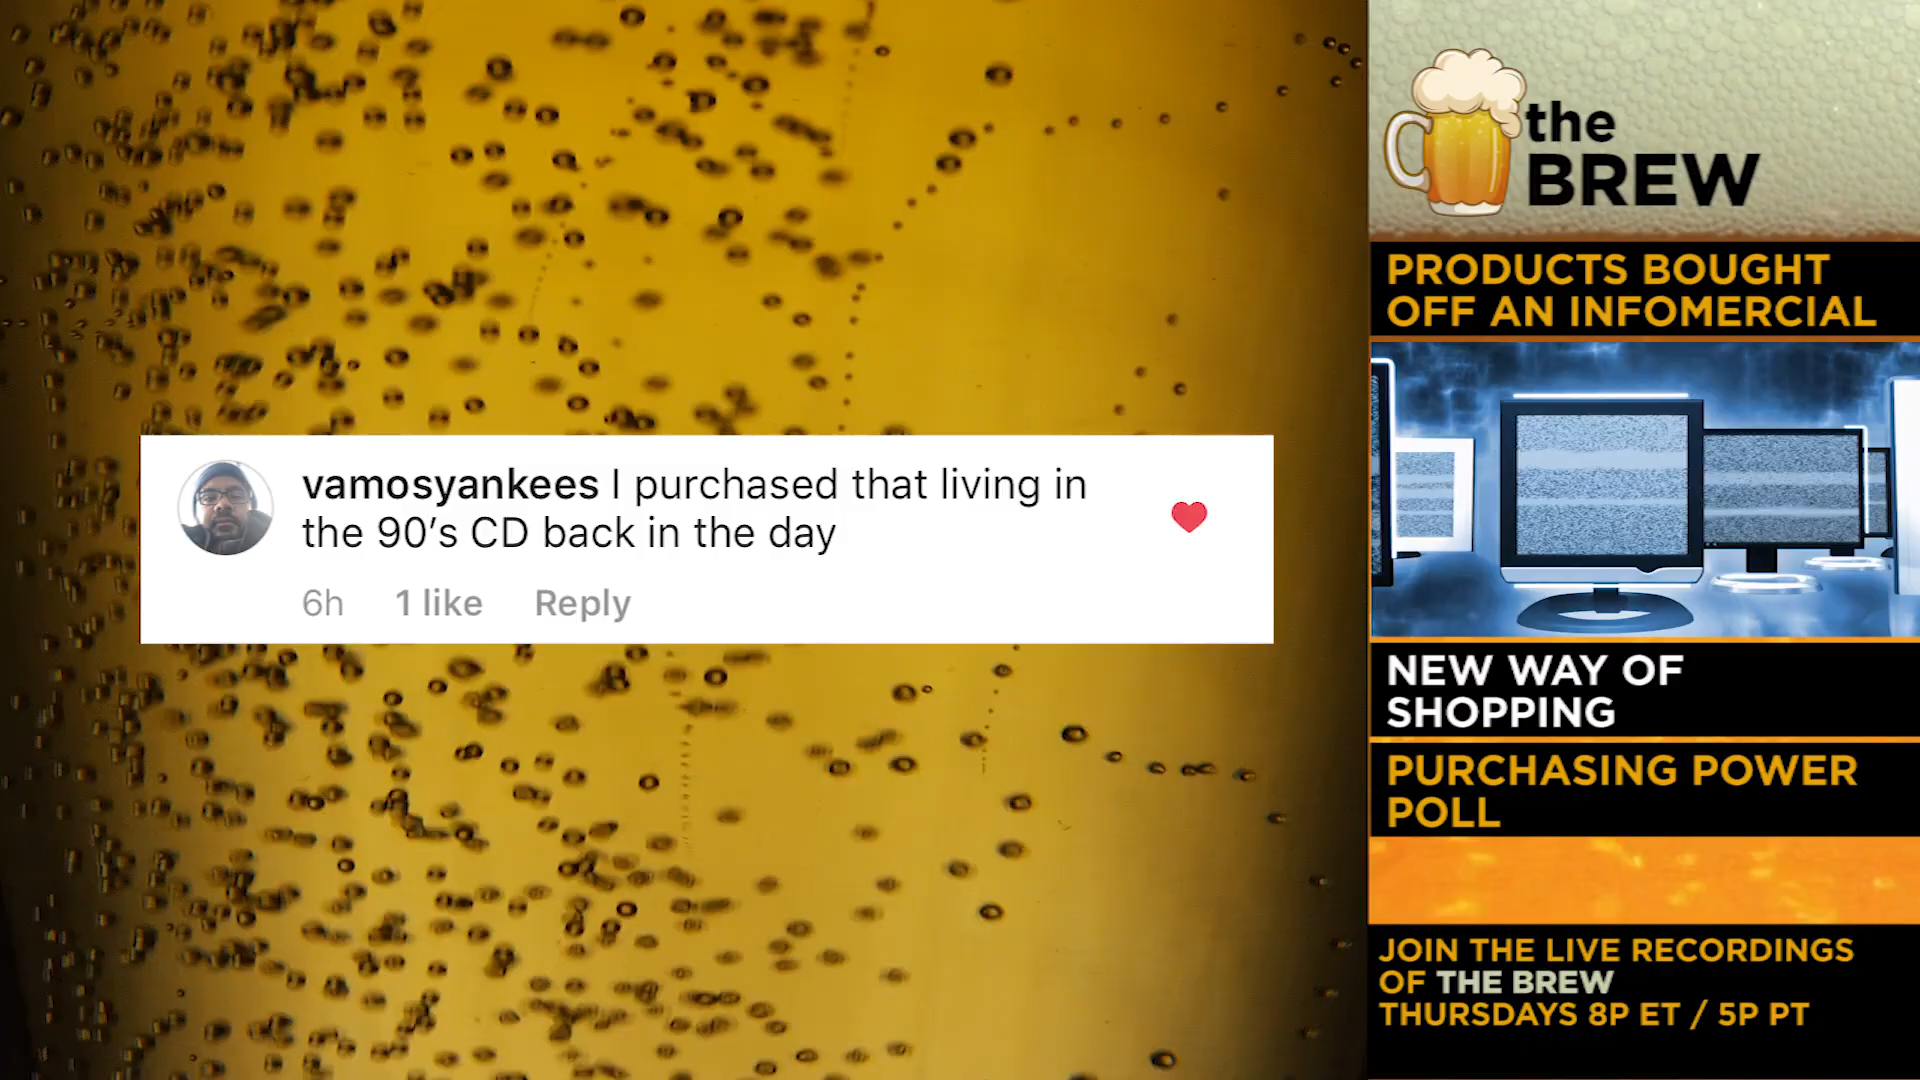 vamosyankees I purchased that living in
the 90's CD back in the day
6h 1 like Reply
the
BREW
PRODUCTS BOUGHT
OFF AN INFOMERCIAL
NEW WAY OF
SHOPPING
PURCHASING POWER
POLL
JOIN THE LIVE RECORDINGS
OF THE BREW
THURSDAYS 8P ET / 5P PT